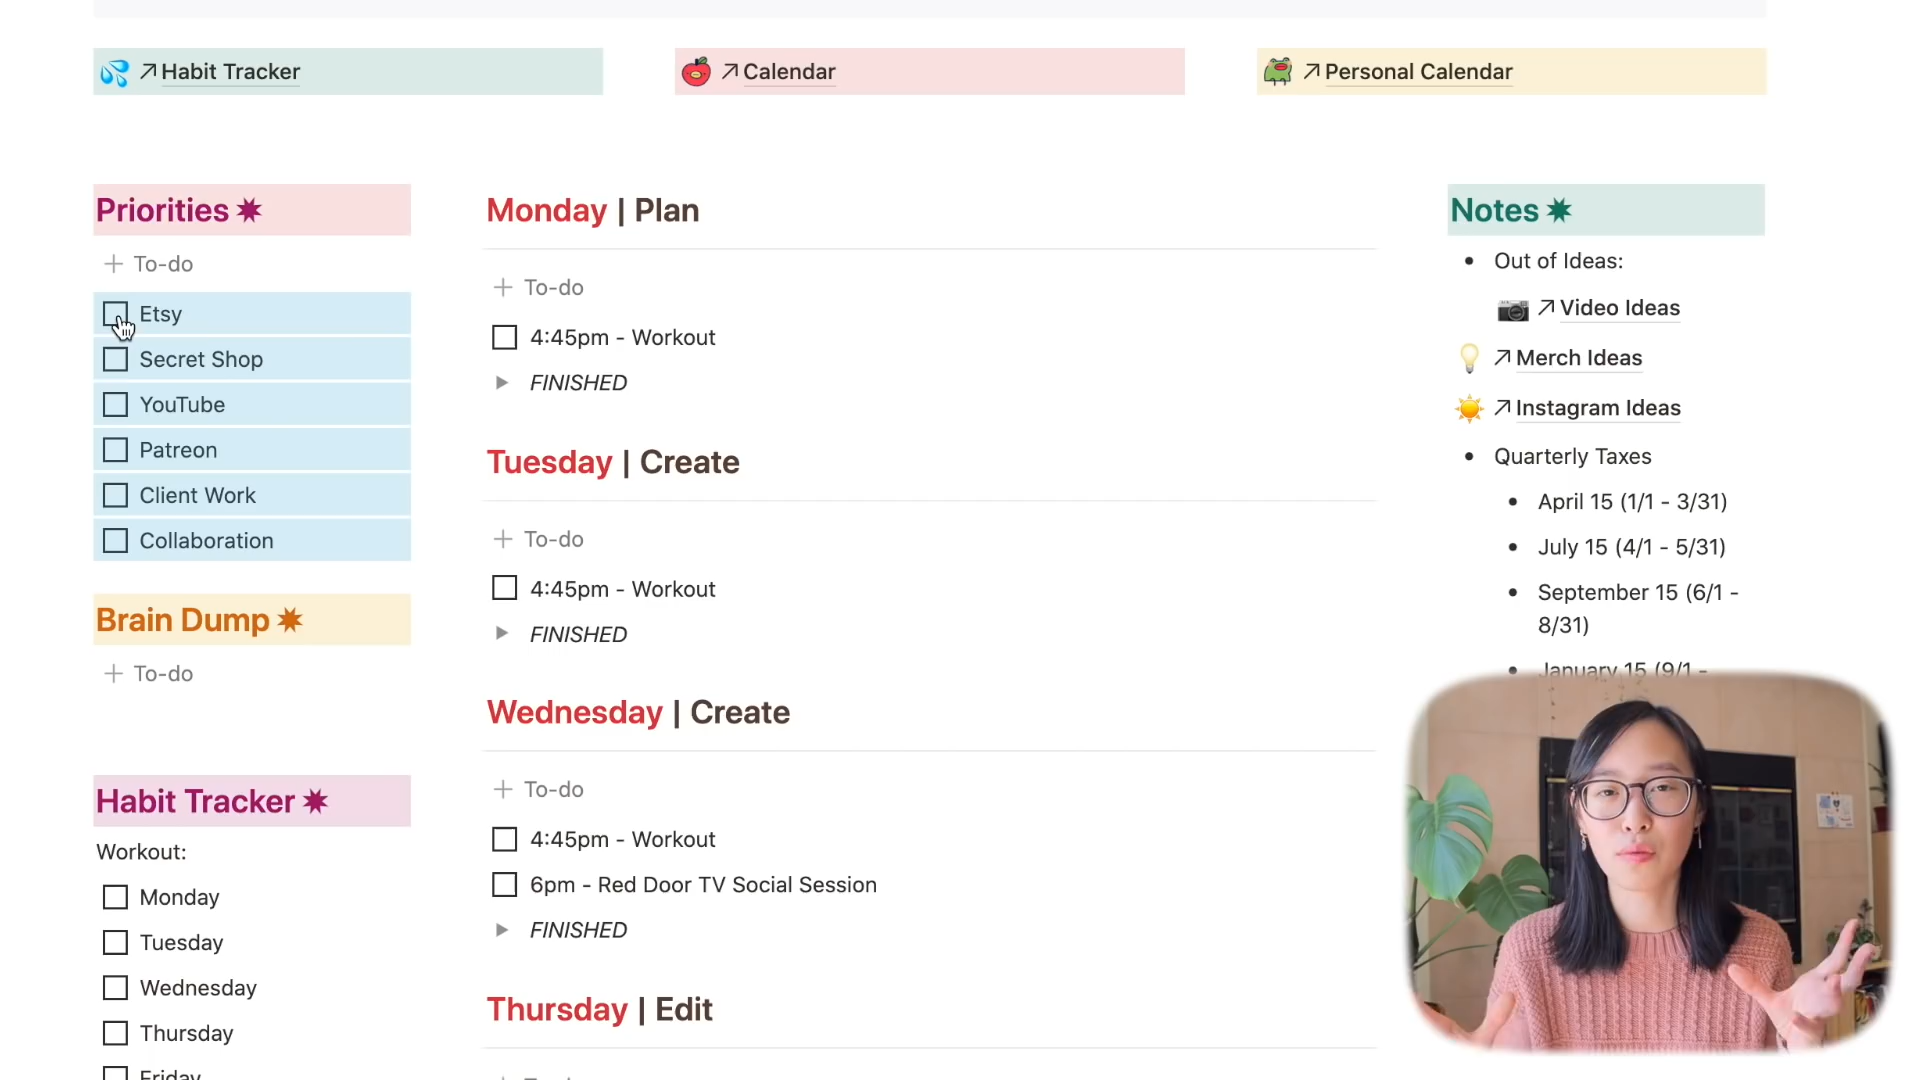 Habit Tracker
Calendar
Personal Calendar
Priorities
To-do
Etsy
Secret Shop
YouTube
Patreon
Client Work
Collaboration
Brain Dump
To-do
Habit Tracker
Workout:
Monday
Tuesday
Wednesday
Thursday
Friday
Monday | Plan
To-do
4:45pm - Workout
FINISHED
Tuesday | Create
To-do
4:45pm - Workout
FINISHED
Wednesday | Create
To-do
4:45pm - Workout
6pm - Red Door TV Social Session
FINISHED
Thursday | Edit
Notes
Out of Ideas:
Video Ideas
Merch Ideas
Instagram Ideas
Quarterly Taxes
April 15 (1/1 - 3/31)
July 15 (4/1 - 5/31)
September 15 (6/1 -
8/31)
January 15 (9/1 -